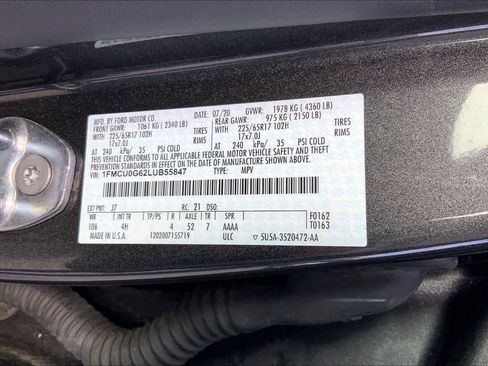 MFD. BY FORD MOTOR CO. 07/20 GVWR: 1978 KG (4360 LB)
FRONT GAWR: 1061 KG (2340 LB) REAR GAWR: 975 KG (2150 LB)
WITH 225/65R17 102H TIRES WITH 225/65R17 102H TIRES
17x7.0J RIMS 17x7.0J RIMS
AT 240 kPa/ 35 PSI COLD AT 240 kPa/ 35 PSI COLD
THIS VEHICLE CONFORMS TO ALL APPLICABLE FEDERAL MOTOR VEHICLE SAFETY AND
BUMPER STANDARDS IN EFFECT ON THE DATE OF MANUFACTURE SHOWN ABOVE.
VIN: 1FMCU0G62LUB55847 TYPE: MPV
EXT PNT: J7 RC: 21 DSO:
WB INT TR TP/PS R AXLE TR SPR F0162
106 4H 4 52 7 AAAA T0163
MADE IN U.S.A. 1202007155719 ULC 5U5A-3520472-AA